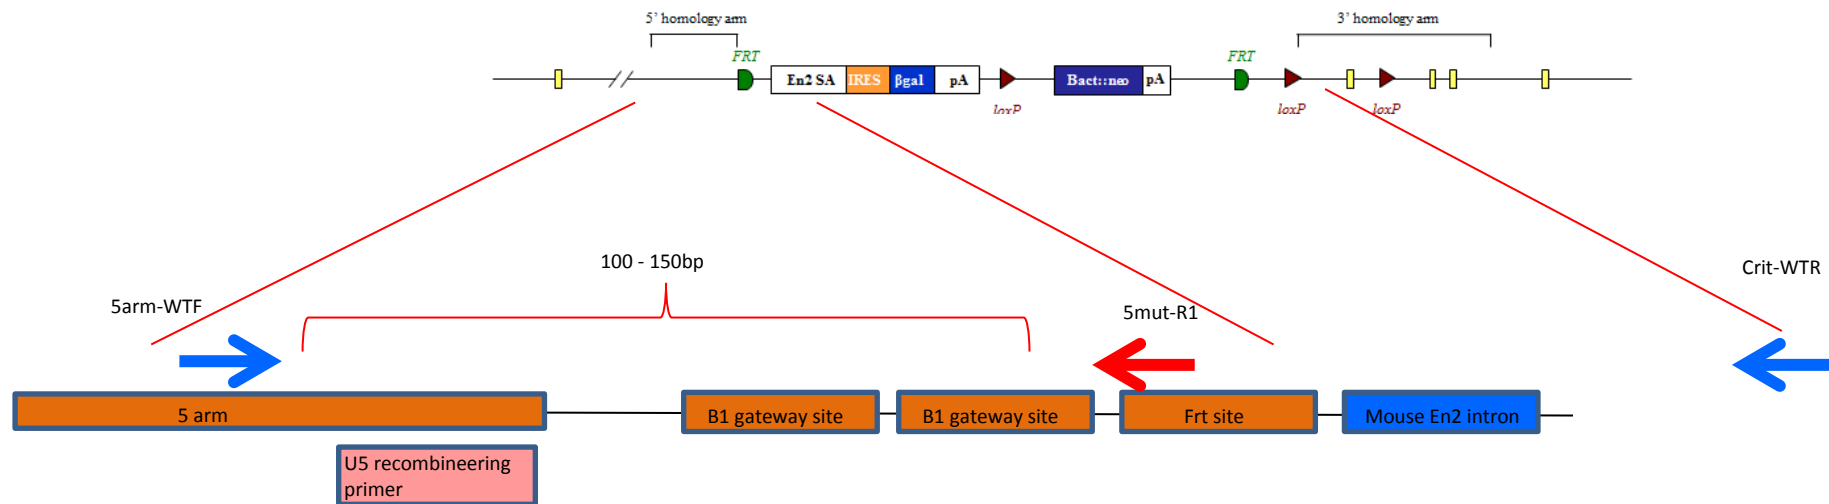 5' homology arm
3' homology arm
FRT
FRT
En2 SA
IRES
βgal
pA
Bact::neo
pA
loxP
loxP
loxP
100 - 150bp
Crit-WTR
5arm-WTF
5mut-R1
5 arm
B1 gateway site
B1 gateway site
Frt site
Mouse En2 intron
U5 recombineering
primer